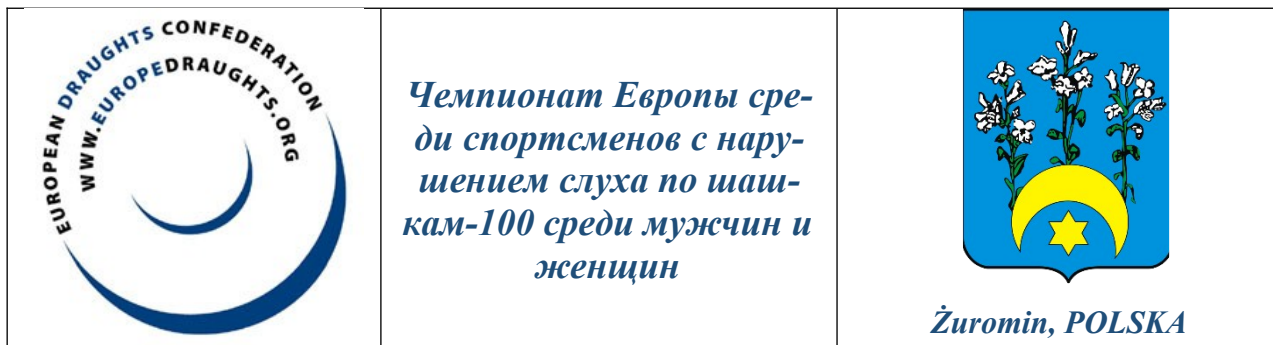 EUROPEAN DRAUGHTS CONFEDERATION
WWW.EUROPEDRAUGHTS.ORG
Чемпионат Европы сре-
ди спортсменов с нару-
шением слуха по шаш-
кам-100 среди мужчин и
женщин
Żuromin, POLSKA